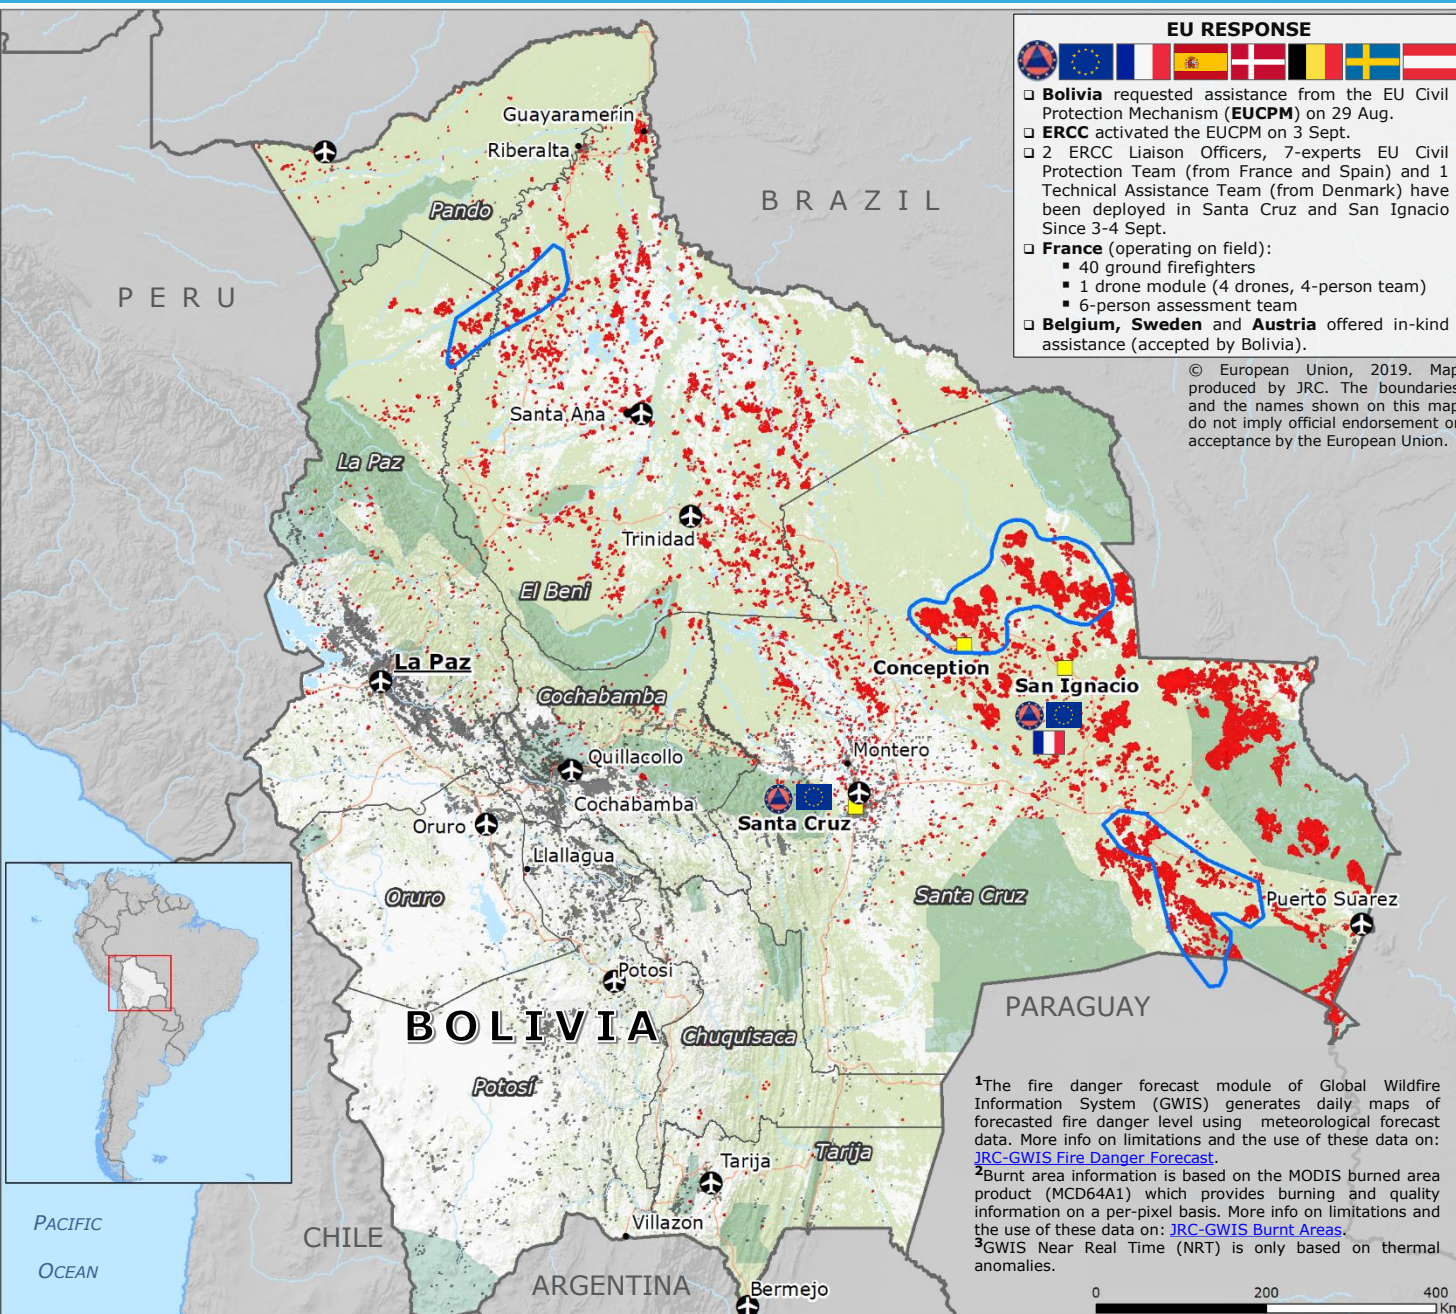 EU RESPONSE
❑ Bolivia requested assistance from the EU Civil
Protection Mechanism (EUCPM) on 29 Aug.
❑ ERCC activated the EUCPM on 3 Sept.
❑ 2 ERCC Liaison Officers, 7-experts EU Civil
Protection Team (from France and Spain) and 1
Technical Assistance Team (from Denmark) have
been deployed in Santa Cruz and San Ignacio
Since 3-4 Sept.
❑ France (operating on field):
▪ 40 ground firefighters
▪ 1 drone module (4 drones, 4-person team)
▪ 6-person assessment team
❑ Belgium, Sweden and Austria offered in-kind
assistance (accepted by Bolivia).
© European Union, 2019. Map
produced by JRC. The boundaries
and the names shown on this map
do not imply official endorsement or
acceptance by the European Union.
Guayaramerin
Riberalta
BRAZIL
Pando
PERU
Santa Ana
La Paz
Trinidad
El Beni
La Paz
Conception
San Ignacio
Cochabamba
Montero
Quillacollo
Cochabamba
Santa Cruz
Oruro
Llallagua
Oruro
Santa Cruz
Puerto Suarez
Potosi
PARAGUAY
BOLIVIA
Chuquisaca
Potosí
Tarija
Tarija
Villazon
CHILE
PACIFIC
OCEAN
ARGENTINA
Bermejo
1The fire danger forecast module of Global Wildfire
Information System (GWIS) generates daily maps of
forecasted fire danger level using meteorological forecast
data. More info on limitations and the use of these data on:
JRC-GWIS Fire Danger Forecast.
2Burnt area information is based on the MODIS burned area
product (MCD64A1) which provides burning and quality
information on a per-pixel basis. More info on limitations and
the use of these data on: JRC-GWIS Burnt Areas.
3GWIS Near Real Time (NRT) is only based on thermal
anomalies.
0 200 400
Km